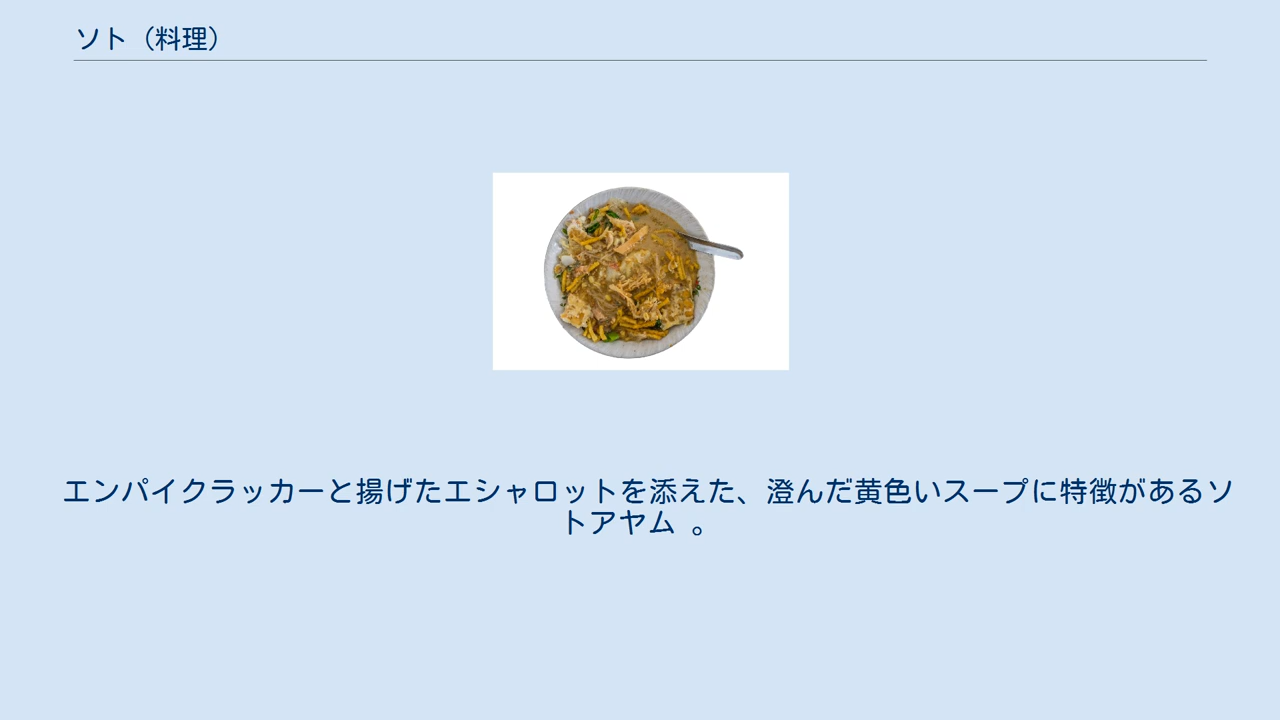 ソト（料理）
エンパイクラッカーと揚げたエシャロットを添えた、澄んだ黄色いスープに特徴があるソ
トアヤム 。